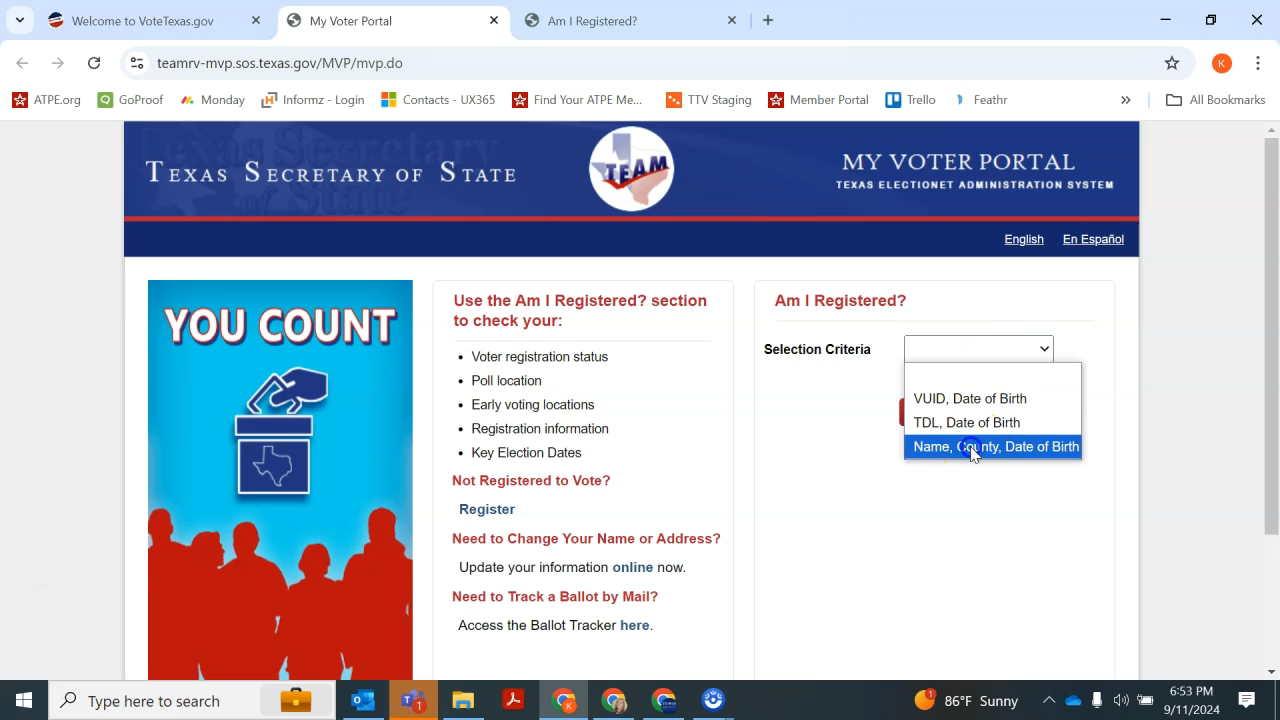 Welcome to VoteTexas.gov
My Voter Portal
Am I Registered?
teamrv-mvp.sos.texas.gov/MVP/mvp.do
K
ATPE.org
GoProof
Monday
Informz - Login
Contacts - UX365
Find Your ATPE Me...
TTV Staging
Member Portal
Trello
Feathr
»
All Bookmarks
TEXAS SECRETARY OF STATE
TEAM
MY VOTER PORTAL
TEXAS ELECTIONET ADMINISTRATION SYSTEM
English
En Español
YOU COUNT
Use the Am I Registered? section
to check your:
• Voter registration status
• Poll location
• Early voting locations
• Registration information
• Key Election Dates
Not Registered to Vote?
Register
Need to Change Your Name or Address?
Update your information online now.
Need to Track a Ballot by Mail?
Access the Ballot Tracker here.
Am I Registered?
Selection Criteria
VUID, Date of Birth
TDL, Date of Birth
Name, County, Date of Birth
Type here to search
1
K
1
86°F Sunny
6:53 PM
9/11/2024